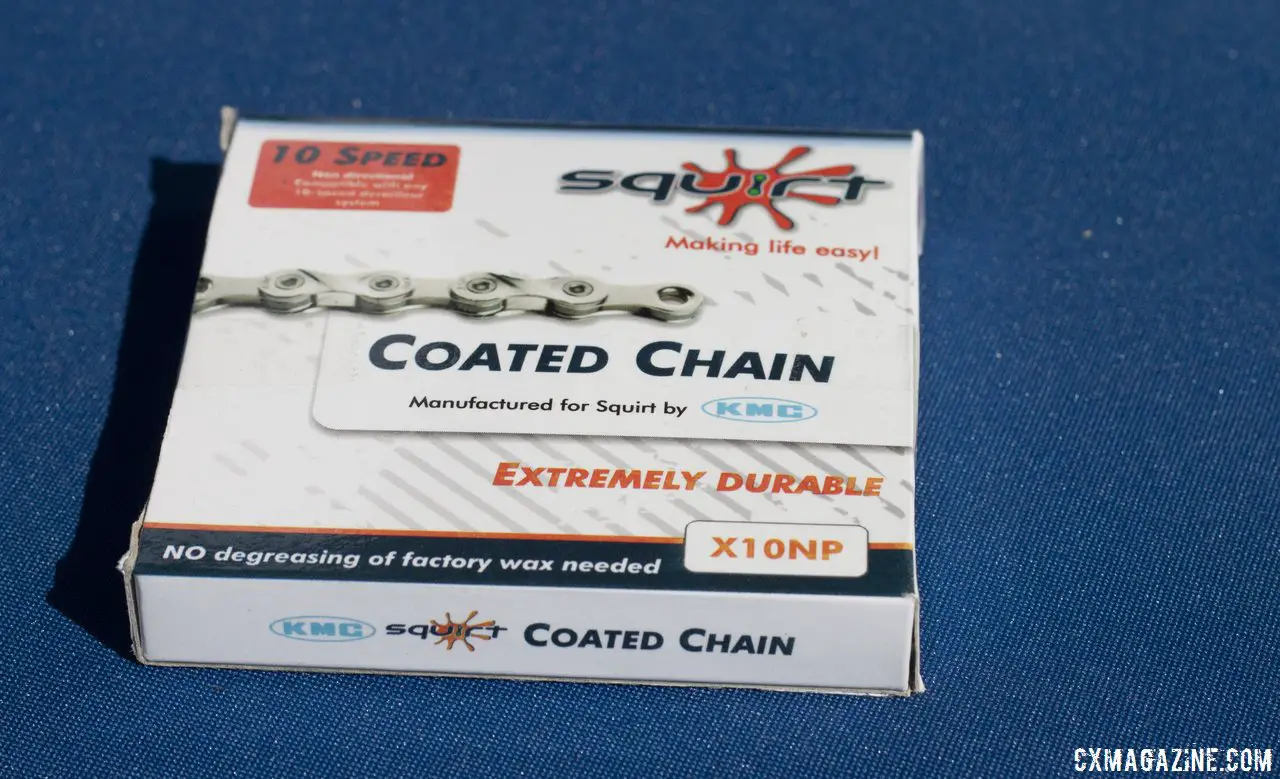 10 SPEED
Non directional
Compatible with any
10-speed derailleur
system
squirt
Making life easy!
COATED CHAIN
Manufactured for Squirt by KMC
EXTREMELY DURABLE
X10NP
NO degreasing of factory wax needed
KMC squirt COATED CHAIN
CXMAGAZINE.COM